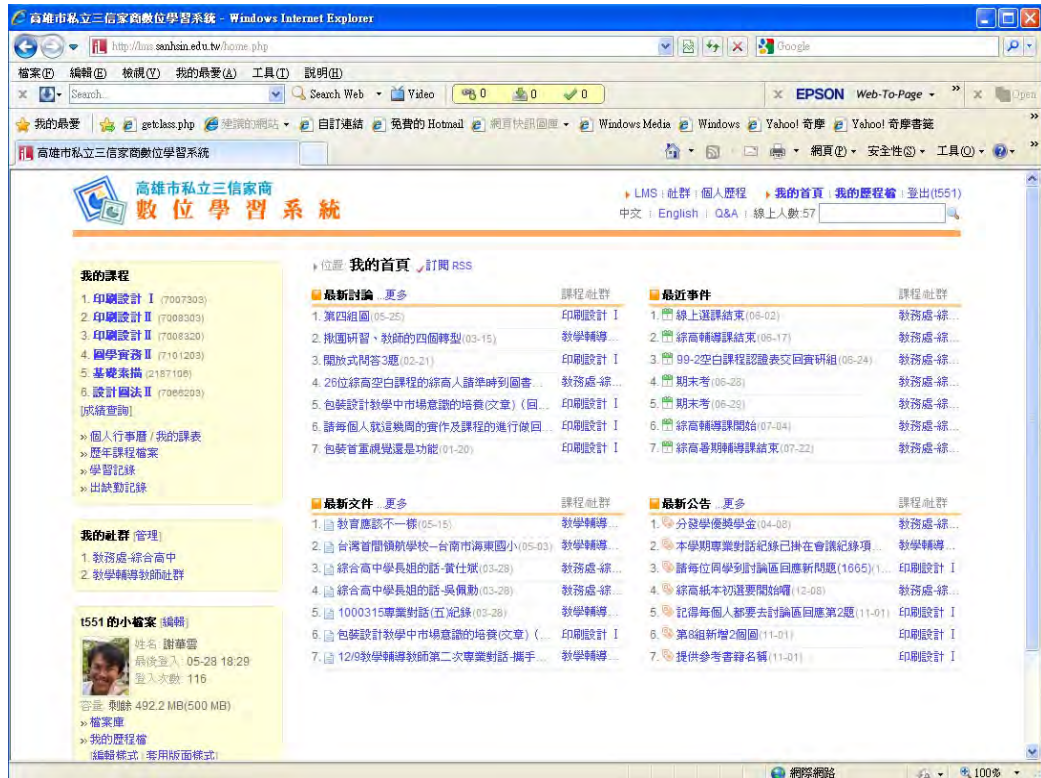 高雄市私立三信家商數位學習系統 - Windows Internet Explorer
http://lms.sanhsin.edu.tw/home.php
Google
檔案(F) 編輯(E) 檢視(V) 我的最愛(A) 工具(T) 說明(H)
Search Search Web Video 0 0 0 EPSON Web-To-Page Open
我的最愛 getclass.php 建議的網站 自訂連結 免費的 Hotmail 網頁快訊圖庫 Windows Media Windows Yahoo! 奇摩 Yahoo! 奇摩書籤
高雄市私立三信家商數位學習系統 網頁(P) 安全性(S) 工具(O)
高雄市私立三信家商
數位學習系統
LMS 社群 個人歷程 我的首頁 我的歷程檔 登出(t551)
中文 English Q&A 線上人數:57
我的課程
1. 印刷設計 I (7007303)
2. 印刷設計 II (7008303)
3. 印刷設計 II (7008320)
4. 圖學實務 II (7101203)
5. 基礎素描 (2187106)
6. 設計圖法 II (7066203)
[成績查詢]
» 個人行事曆 / 我的課表
» 歷年課程檔案
» 學習記錄
» 出缺勤記錄
我的社群 [管理]
1. 教務處-綜合高中
2. 教學輔導教師社群
t551 的小檔案 [編輯]
姓名: 謝華雲
最後登入: 05-28 18:29
登入次數: 116
容量: 剩餘 492.2 MB(500 MB)
» 檔案庫
» 我的歷程檔
[編輯樣式 | 套用版面樣式]
位置: 我的首頁 訂閱 RSS
最新討論 ...更多 課程/社群
1. 第四組圖(05-25) 印刷設計 I
2. 揪團研習、教師的四個轉型(03-15) 教學輔導...
3. 開放式問答3題(02-21) 印刷設計 I
4. 26位綜高空白課程的綜高人請準時到圖書... 教務處-綜...
5. 包裝設計教學中市場意識的培養(文章) (回... 印刷設計 I
6. 請每個人就這幾周的實作及課程的進行做回... 印刷設計 I
7. 包裝首重視覺還是功能(01-20) 印刷設計 I
最近事件 課程/社群
1. 線上選課結束(06-02) 教務處-綜...
2. 綜高輔導課結束(06-17) 教務處-綜...
3. 99-2空白課程認證表交回實研組(06-24) 教務處-綜...
4. 期末考(06-28) 教務處-綜...
5. 期末考(06-29) 教務處-綜...
6. 綜高輔導課開始(07-04) 教務處-綜...
7. 綜高暑期輔導課結束(07-22) 教務處-綜...
最新文件 ...更多 課程/社群
1. 教育應該不一樣(05-15) 教學輔導...
2. 台灣首間領航學校--台南市海東國小(05-03) 教學輔導...
3. 綜合高中學長姐的話-黃仕斌(03-28) 教務處-綜...
4. 綜合高中學長姐的話-吳佩勳(03-28) 教務處-綜...
5. 1000315專業對話(五)紀錄(03-28) 教學輔導...
6. 包裝設計教學中市場意識的培養(文章) (... 印刷設計 I
7. 12/9教學輔導教師第二次專業對話-攜手... 教學輔導...
最新公告 ...更多 課程/社群
1. 分發學優獎學金(04-08) 教務處-綜...
2. 本學期專業對話紀錄已掛在會議紀錄項... 教學輔導...
3. 請每位同學到討論區回應新問題(1665)(1... 印刷設計 I
4. 綜高紙本初選要開始囉(12-08) 教務處-綜...
5. 記得每個人都要去討論區回應第2題(11-01) 印刷設計 I
6. 第8組新增2個圖(11-01) 印刷設計 I
7. 提供參考書籍名稱(11-01) 印刷設計 I
網際網路 100%